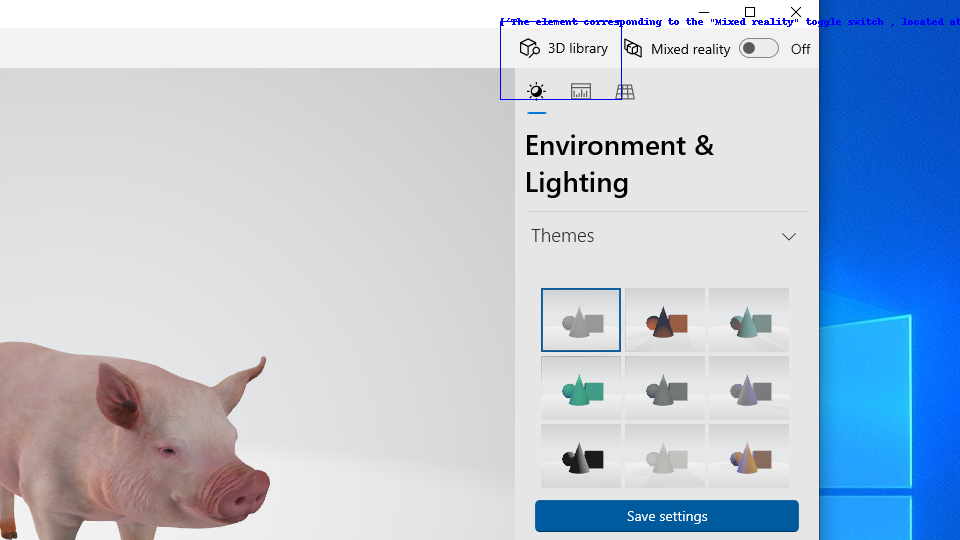 ['The element corresponding to the "Mixed reality" toggle switch , located at
3D library
Mixed reality
Off
Environment &
Lighting
Themes
Save settings